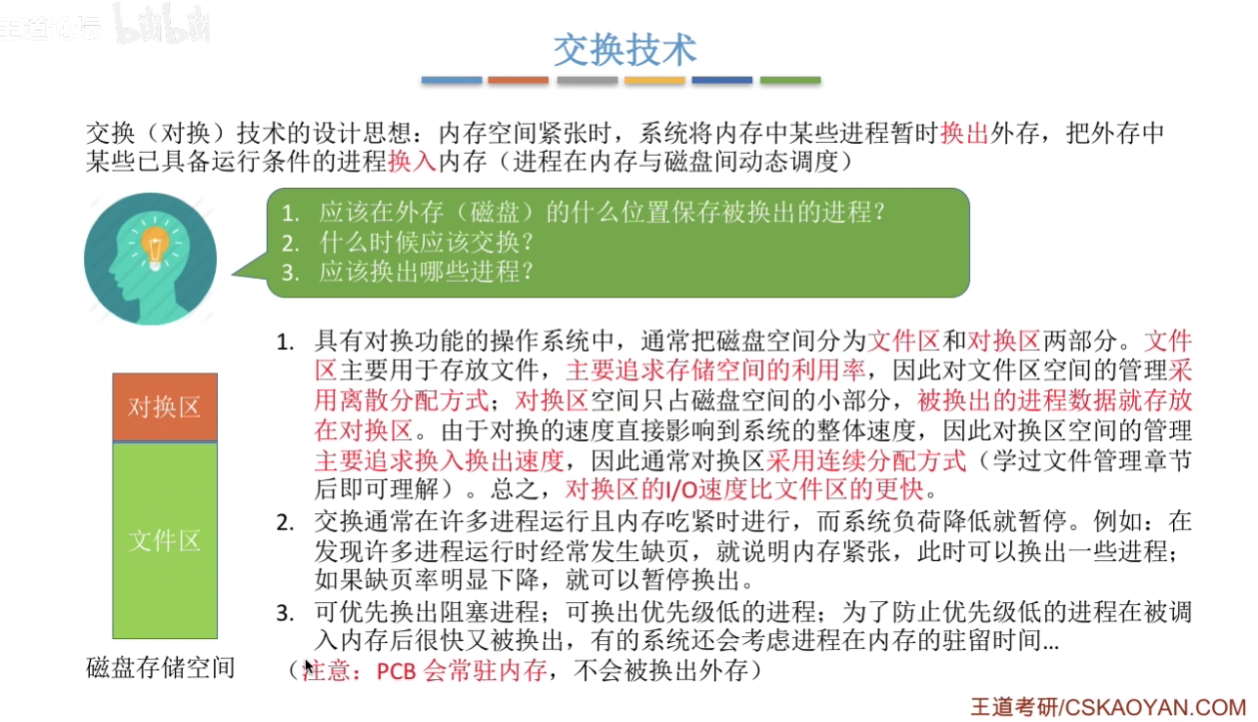 王道论坛 bilibili
交换技术
交换（对换）技术的设计思想：内存空间紧张时，系统将内存中某些进程暂时换出外存，把外存中
某些已具备运行条件的进程换入内存（进程在内存与磁盘间动态调度）
1. 应该在外存（磁盘）的什么位置保存被换出的进程？
2. 什么时候应该交换？
3. 应该换出哪些进程？
1. 具有对换功能的操作系统中，通常把磁盘空间分为文件区和对换区两部分。文件
区主要用于存放文件，主要追求存储空间的利用率，因此对文件区空间的管理采
用离散分配方式；对换区空间只占磁盘空间的小部分，被换出的进程数据就存放
在对换区。由于对换的速度直接影响到系统的整体速度，因此对换区空间的管理
主要追求换入换出速度，因此通常对换区采用连续分配方式（学过文件管理章节
后即可理解）。总之，对换区的I/O速度比文件区的更快。
2. 交换通常在许多进程运行且内存吃紧时进行，而系统负荷降低就暂停。例如：在
发现许多进程运行时经常发生缺页，就说明内存紧张，此时可以换出一些进程；
如果缺页率明显下降，就可以暂停换出。
3. 可优先换出阻塞进程；可换出优先级低的进程；为了防止优先级低的进程在被调
入内存后很快又被换出，有的系统还会考虑进程在内存的驻留时间…
（注意：PCB 会常驻内存，不会被换出外存）
对换区
文件区
磁盘存储空间
王道考研/CSKAOYAN.COM